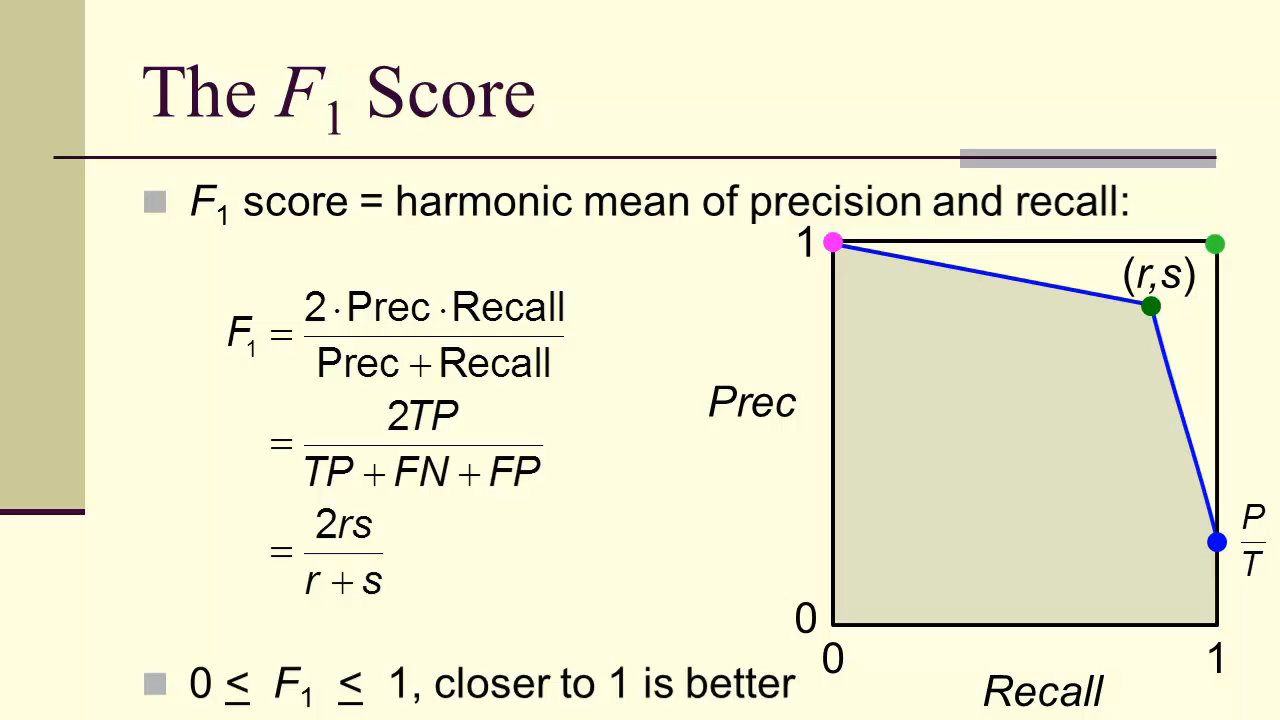 The F₁ Score
F₁ score = harmonic mean of precision and recall:
F₁ = 2·Prec·Recall / Prec + Recall
= 2TP / TP + FN + FP
= 2rs / r + s
0 ≤ F₁ ≤ 1, closer to 1 is better
1
(r,s)
Prec
P/T
0
0 1
Recall